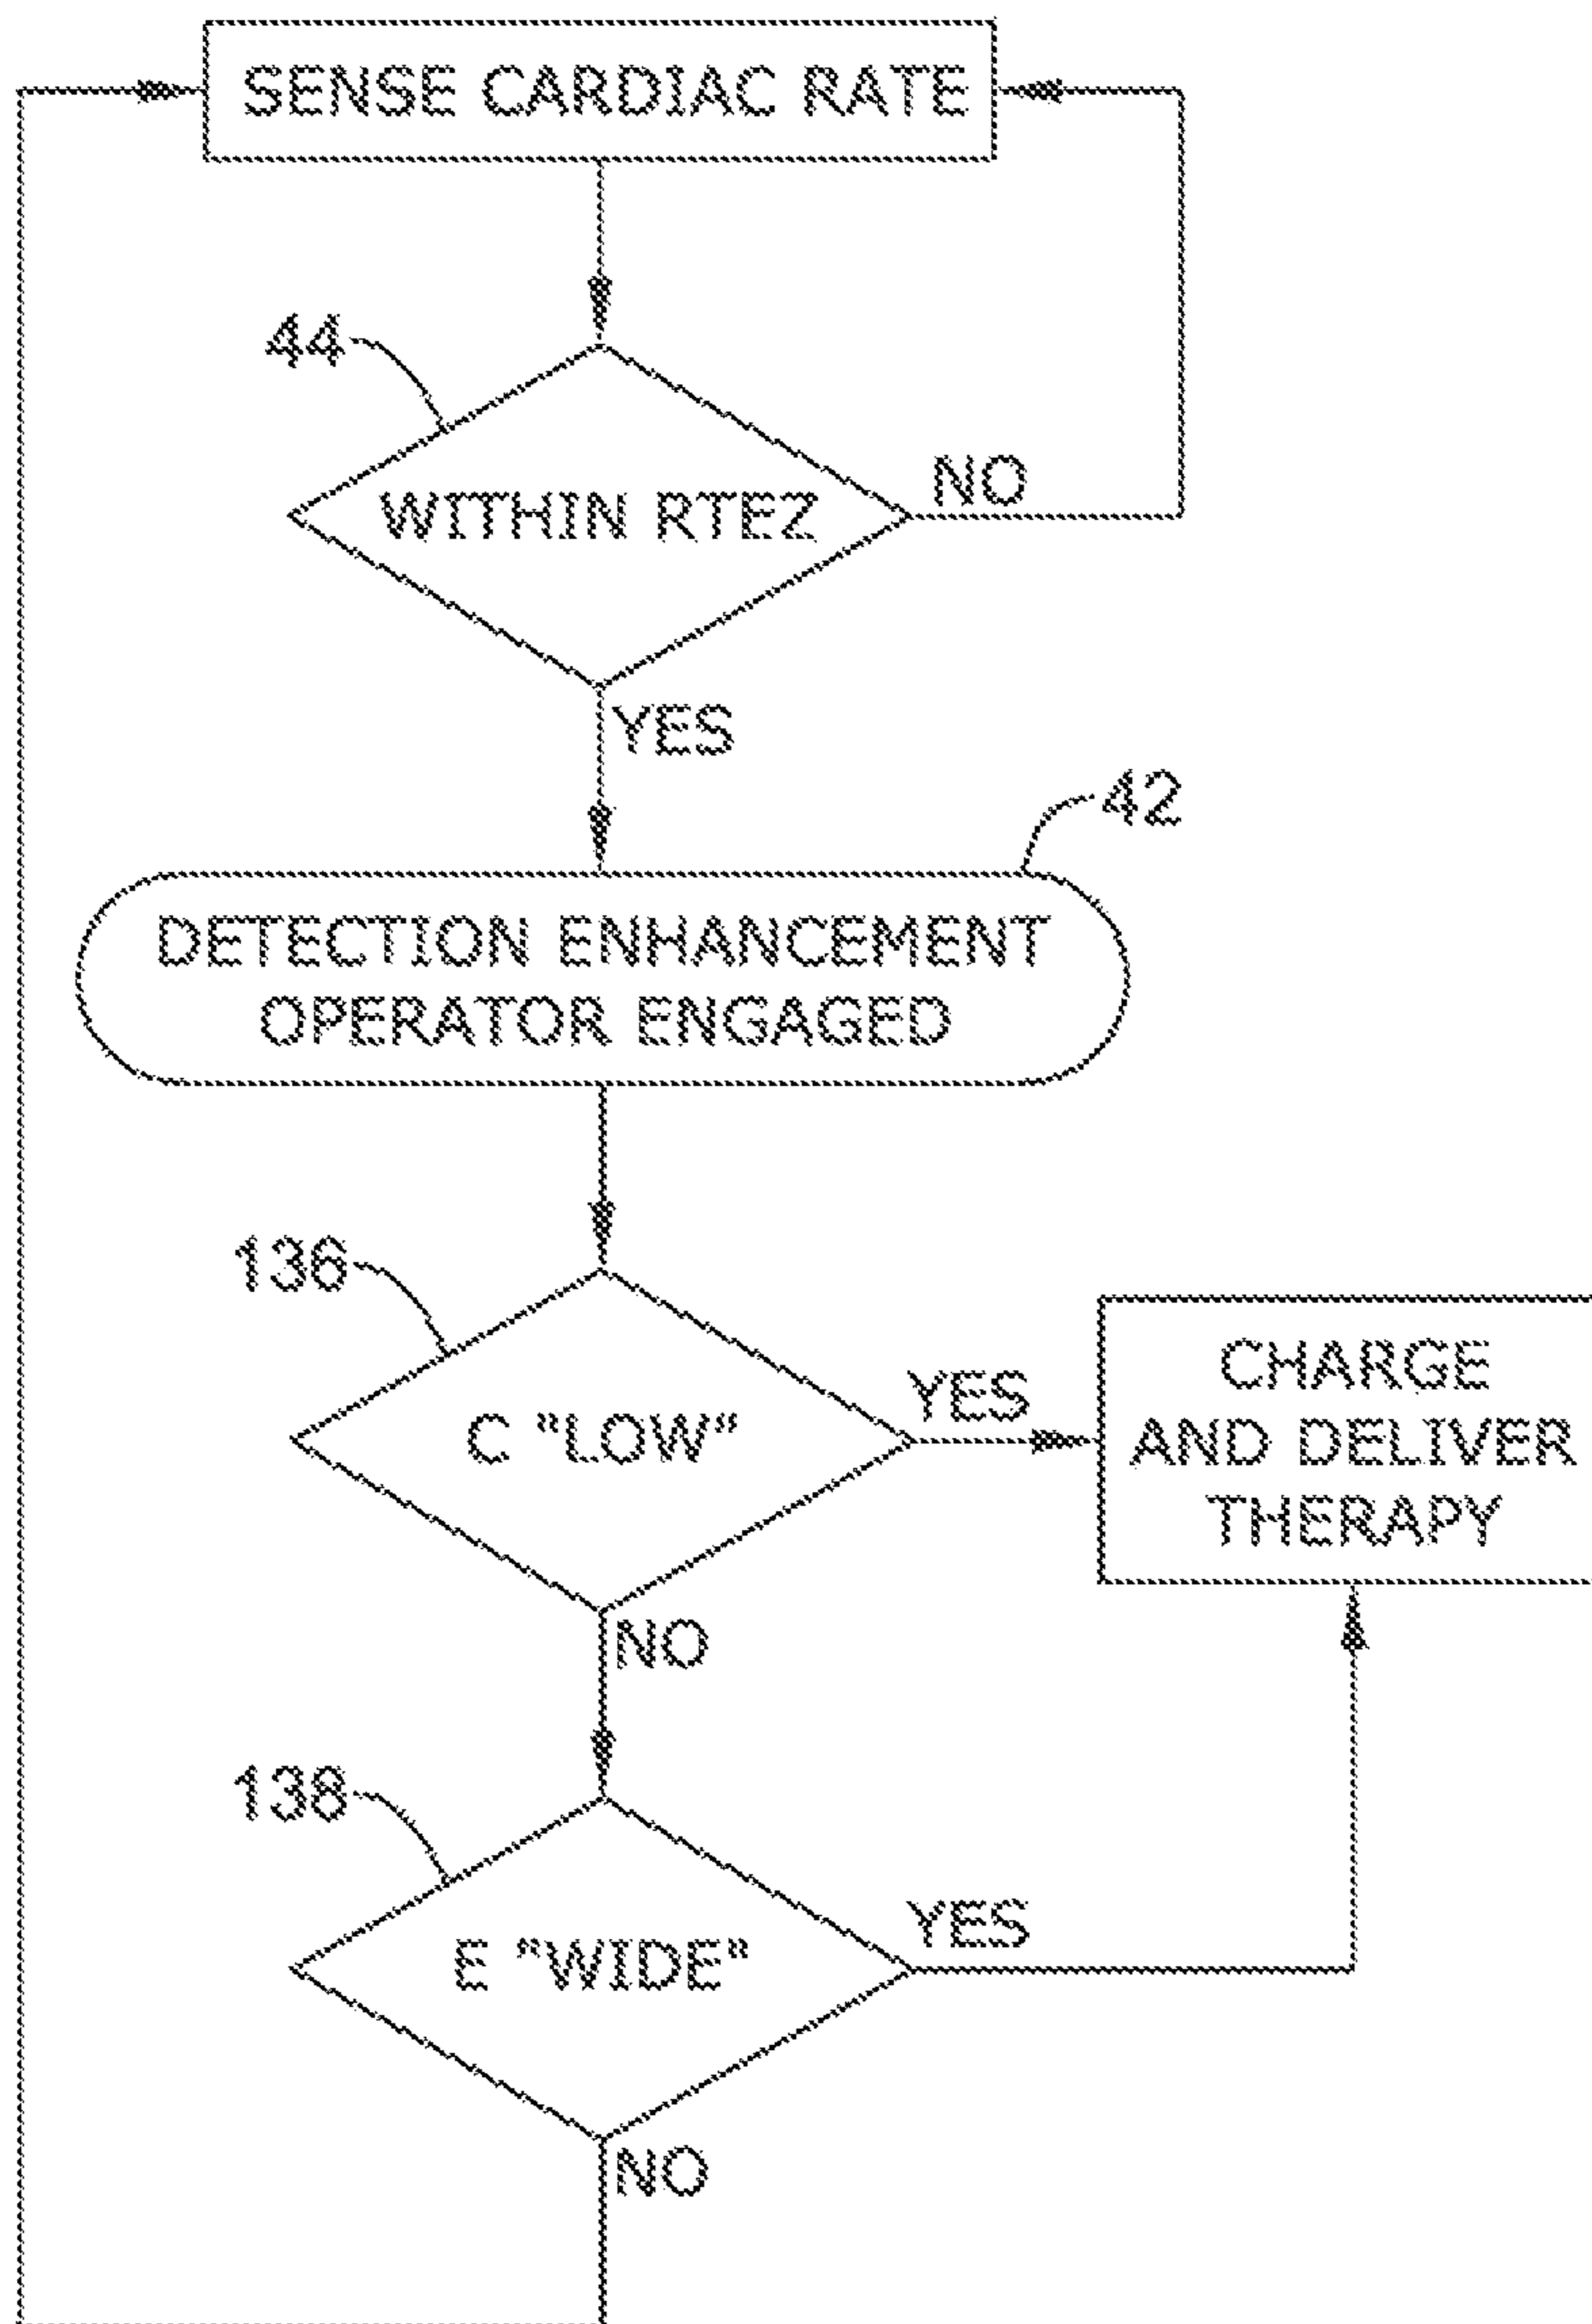 SENSE CARDIAC RATE
44
WITHIN RTEZ
NO
YES
42
DETECTION ENHANCEMENT
OPERATOR ENGAGED
136
C "LOW"
YES
CHARGE
AND DELIVER
THERAPY
NO
138
E "WIDE"
YES
NO